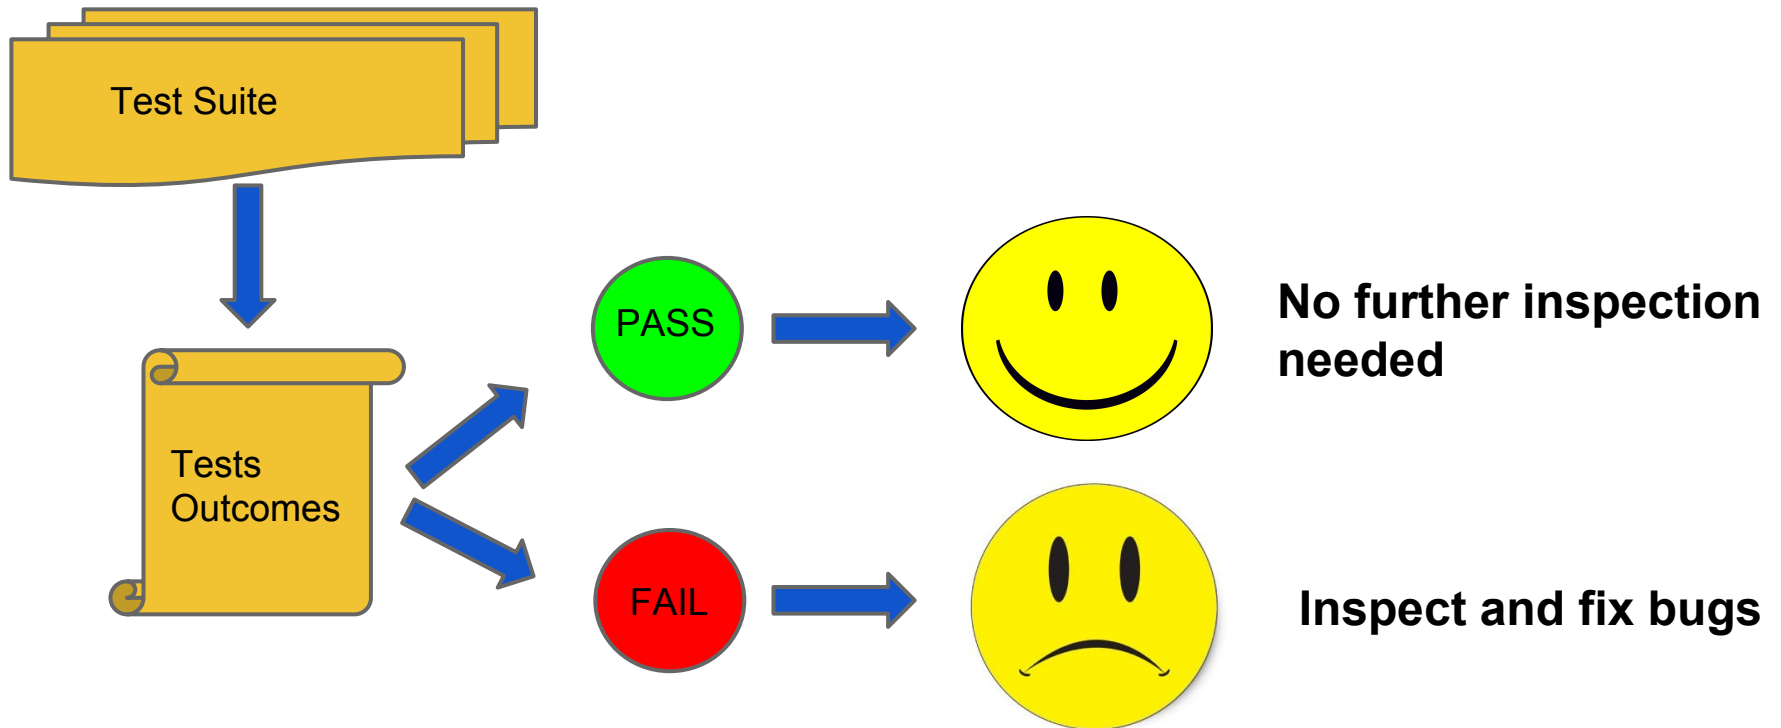 Test Suite
PASS
No further inspection
needed
Tests
Outcomes
FAIL
Inspect and fix bugs